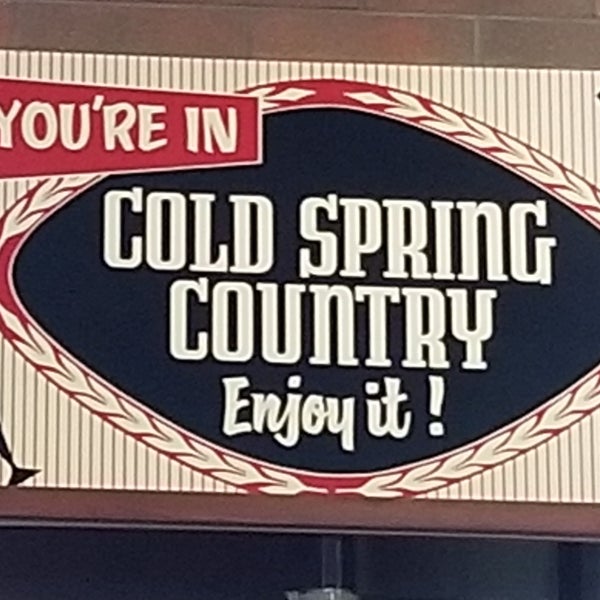 YOU'RE IN
COLD SPRING
COUNTRY
Enjoy it!